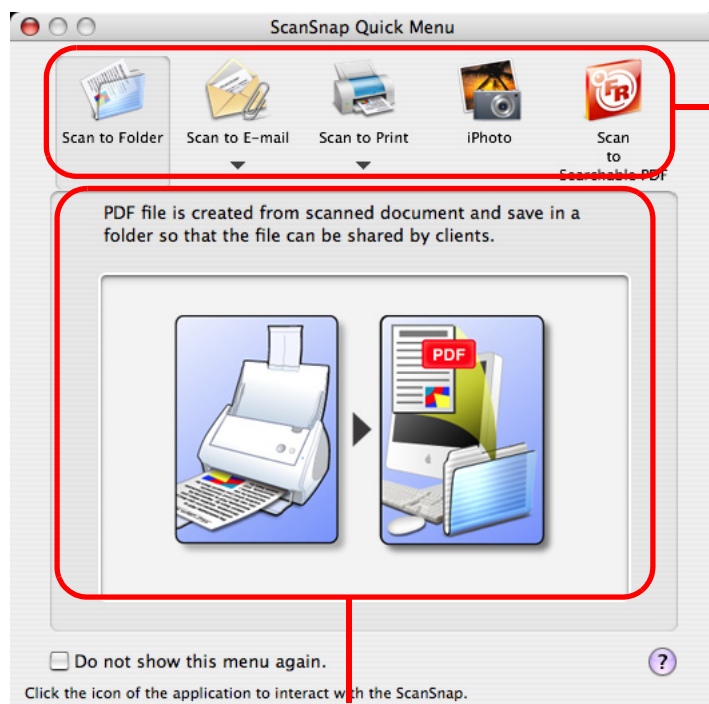 ScanSnap Quick Menu
Scan to Folder
Scan to E-mail
Scan to Print
iPhoto
Scan
to
Searchable PDF
PDF file is created from scanned document and save in a
folder so that the file can be shared by clients.
PDF
Do not show this menu again.
?
Click the icon of the application to interact with the ScanSnap.